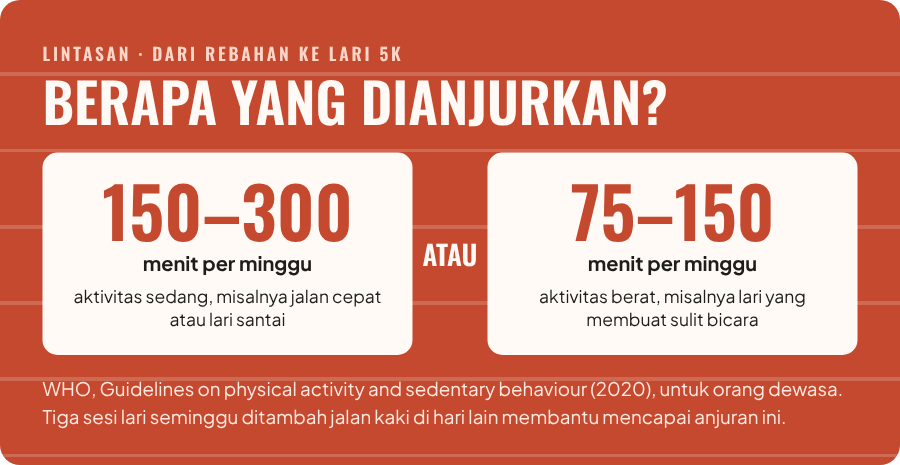 LINTASAN · DARI REBAHAN KE LARI 5K
BERAPA YANG DIANJURKAN?
150–300
menit per minggu
aktivitas sedang, misalnya jalan cepat
atau lari santai
ATAU
75–150
menit per minggu
aktivitas berat, misalnya lari yang
membuat sulit bicara
WHO, Guidelines on physical activity and sedentary behaviour (2020), untuk orang dewasa.
Tiga sesi lari seminggu ditambah jalan kaki di hari lain membantu mencapai anjuran ini.